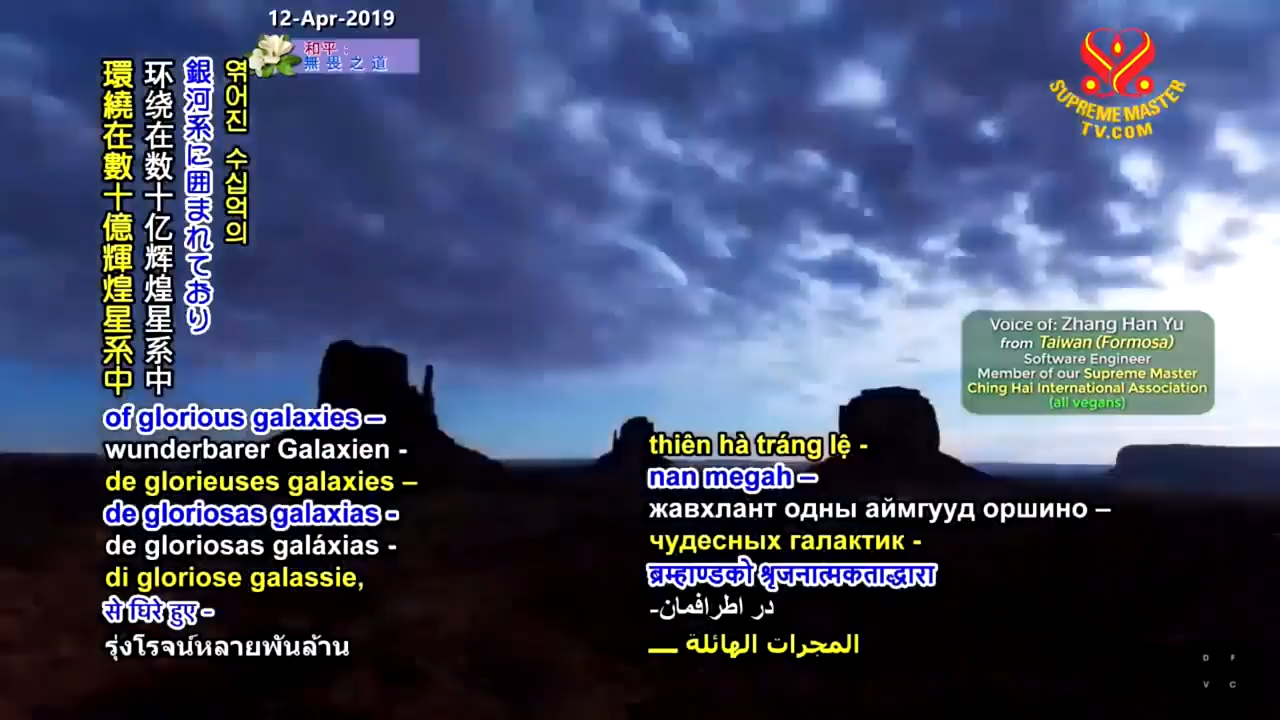 12-Apr-2019
和平:
無畏之道
SUPREME MASTER
TV.COM
엮어진 수십억의
銀河系に囲まれており
环绕在数十亿辉煌星系中
環繞在數十億輝煌星系中
Voice of: Zhang Han Yu
from Taiwan (Formosa)
Software Engineer
Member of our Supreme Master
Ching Hai International Association
(all vegans)
of glorious galaxies –
wunderbarer Galaxien -
de glorieuses galaxies –
de gloriosas galaxias -
de gloriosas galáxias -
di gloriose galassie,
से घिरे हुए -
รุ่งโรจน์หลายพันล้าน
thiên hà tráng lệ -
nan megah –
жавхлант одны аймгууд оршино –
чудесных галактик -
ब्रम्हाण्डको श्रृजनात्मकताद्धारा
در اطرافمان-
المجرات الهائلة ــــ
D F
V C